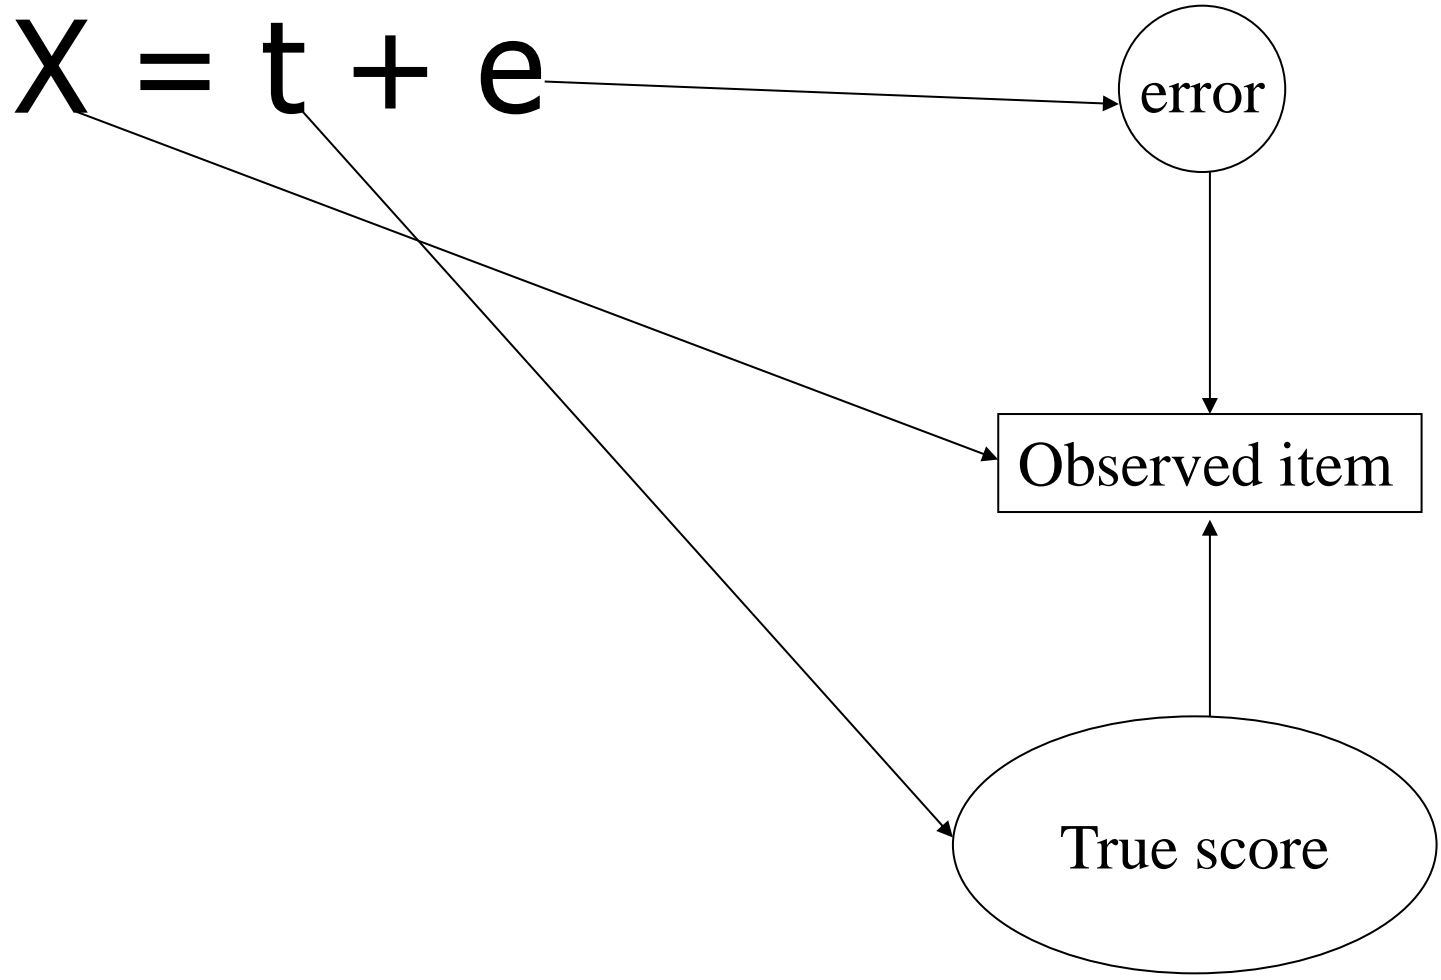 X = t + e
error
Observed item
True score